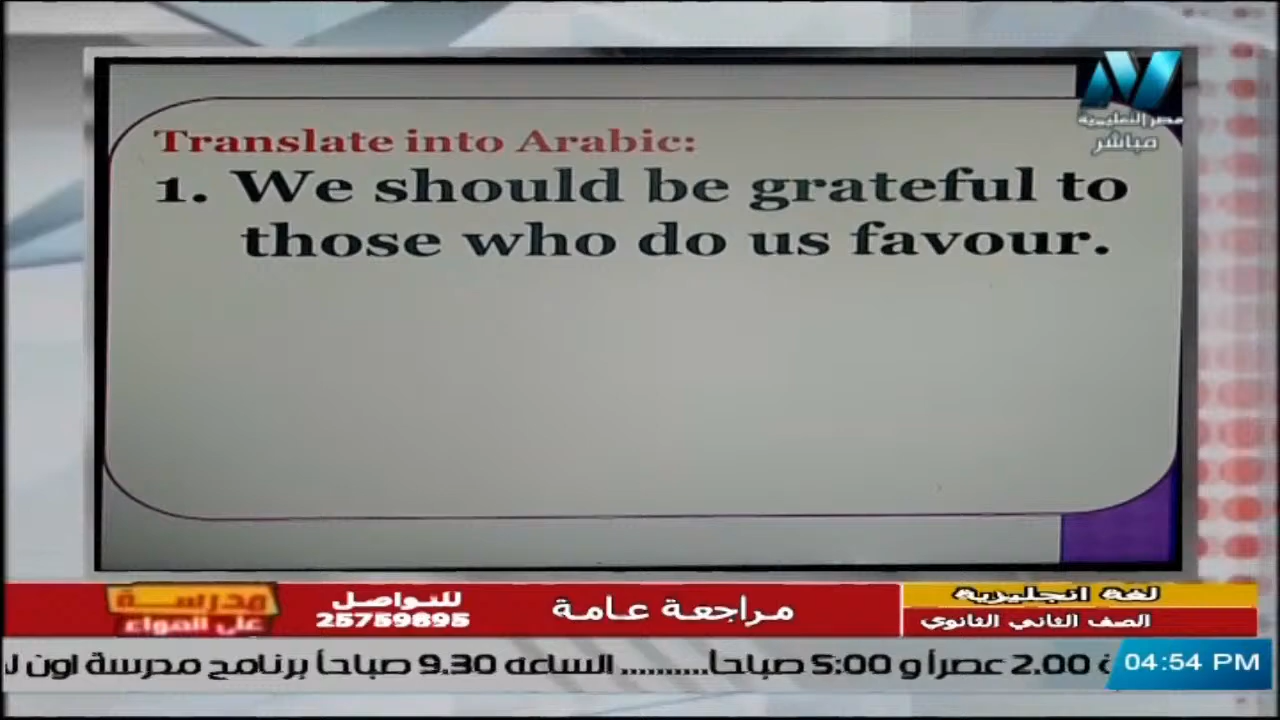 مصر التعليمية
مباشر
Translate into Arabic:
1. We should be grateful to
those who do us favour.
لغة انجليزية
الصف الثاني الثانوي
مراجعة عامة
للتواصل
25759895
مدرسة
على الهواء
04:54 PM
ة 2.00 عصراً و 5:00 صباحاً.......... الساعه 9.30 صباحاً برنامج مدرسة اون ل